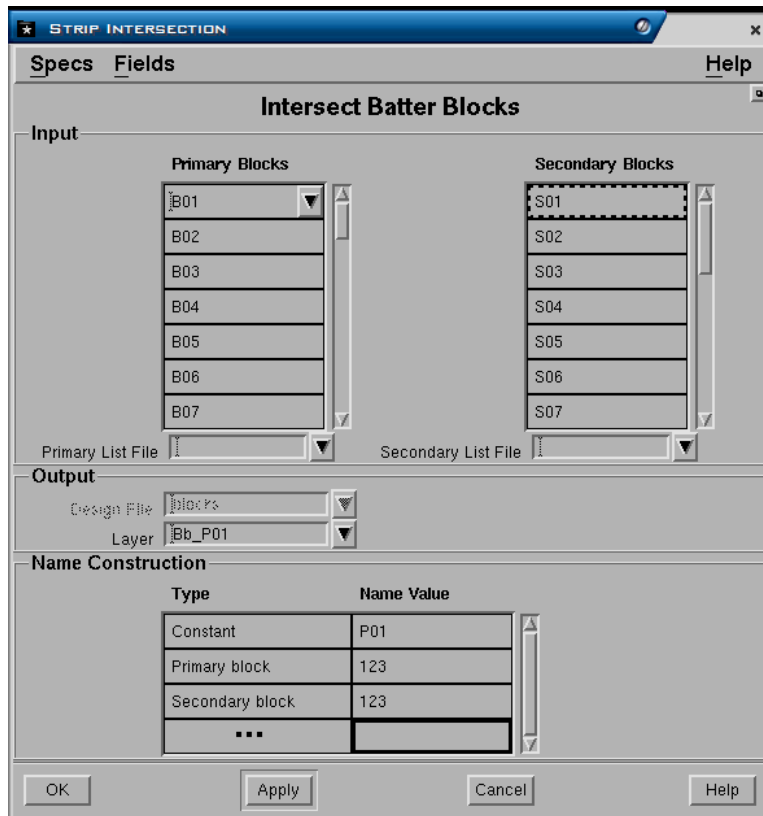 STRIP INTERSECTION
Specs Fields Help
Intersect Batter Blocks
Input
Primary Blocks Secondary Blocks
B01 S01
B02 S02
B03 S03
B04 S04
B05 S05
B06 S06
B07 S07
Primary List File Secondary List File
Output
Design File blocks
Layer Bb_P01
Name Construction
Type Name Value
Constant P01
Primary block 123
Secondary block 123
...
OK Apply Cancel Help